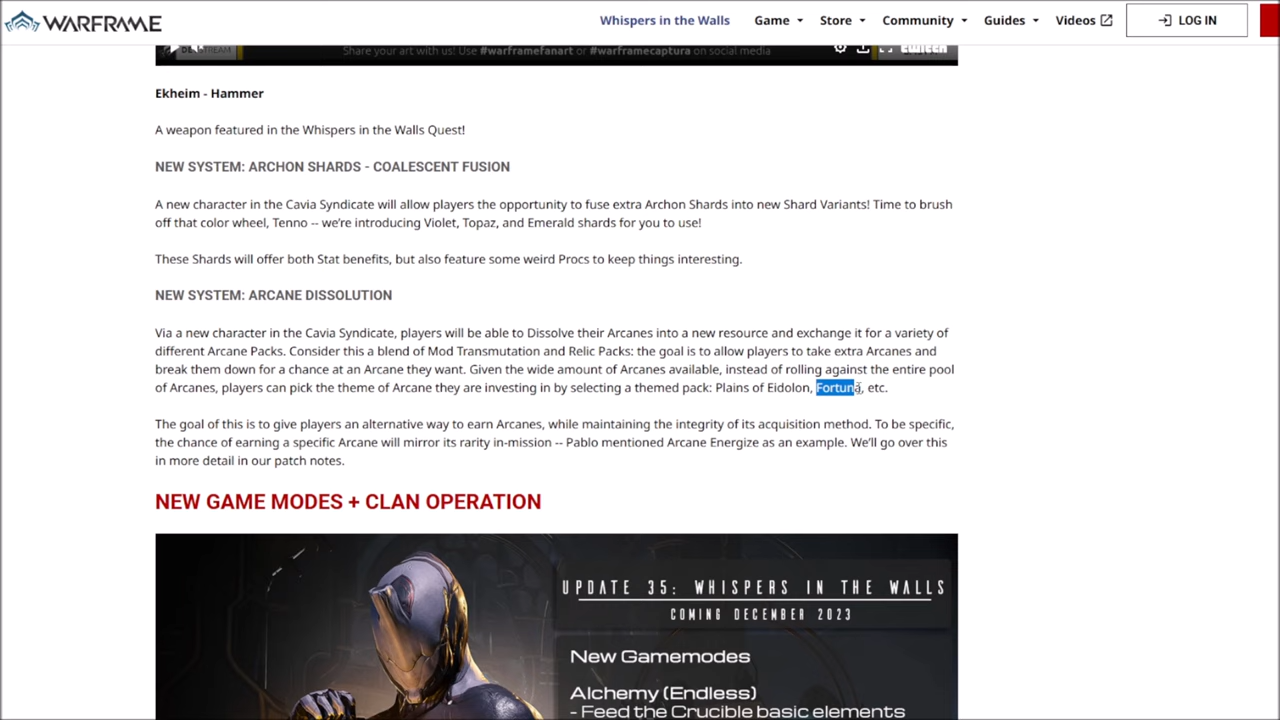 WARFRAME
Whispers in the Walls Game Store Community Guides Videos LOG IN
Share your art with us! Use #warframefanart or #warframecaptura on social media
Ekheim - Hammer
A weapon featured in the Whispers in the Walls Quest!
NEW SYSTEM: ARCHON SHARDS - COALESCENT FUSION
A new character in the Cavia Syndicate will allow players the opportunity to fuse extra Archon Shards into new Shard Variants! Time to brush
off that color wheel, Tenno -- we're introducing Violet, Topaz, and Emerald shards for you to use!
These Shards will offer both Stat benefits, but also feature some weird Procs to keep things interesting.
NEW SYSTEM: ARCANE DISSOLUTION
Via a new character in the Cavia Syndicate, players will be able to Dissolve their Arcanes into a new resource and exchange it for a variety of
different Arcane Packs. Consider this a blend of Mod Transmutation and Relic Packs: the goal is to allow players to take extra Arcanes and
break them down for a chance at an Arcane they want. Given the wide amount of Arcanes available, instead of rolling against the entire pool
of Arcanes, players can pick the theme of Arcane they are investing in by selecting a themed pack: Plains of Eidolon, Fortuna, etc.
The goal of this is to give players an alternative way to earn Arcanes, while maintaining the integrity of its acquisition method. To be specific,
the chance of earning a specific Arcane will mirror its rarity in-mission -- Pablo mentioned Arcane Energize as an example. We'll go over this
in more detail in our patch notes.
NEW GAME MODES + CLAN OPERATION
UPDATE 35: WHISPERS IN THE WALLS
COMING DECEMBER 2023
New Gamemodes
Alchemy (Endless)
- Feed the Crucible basic elements